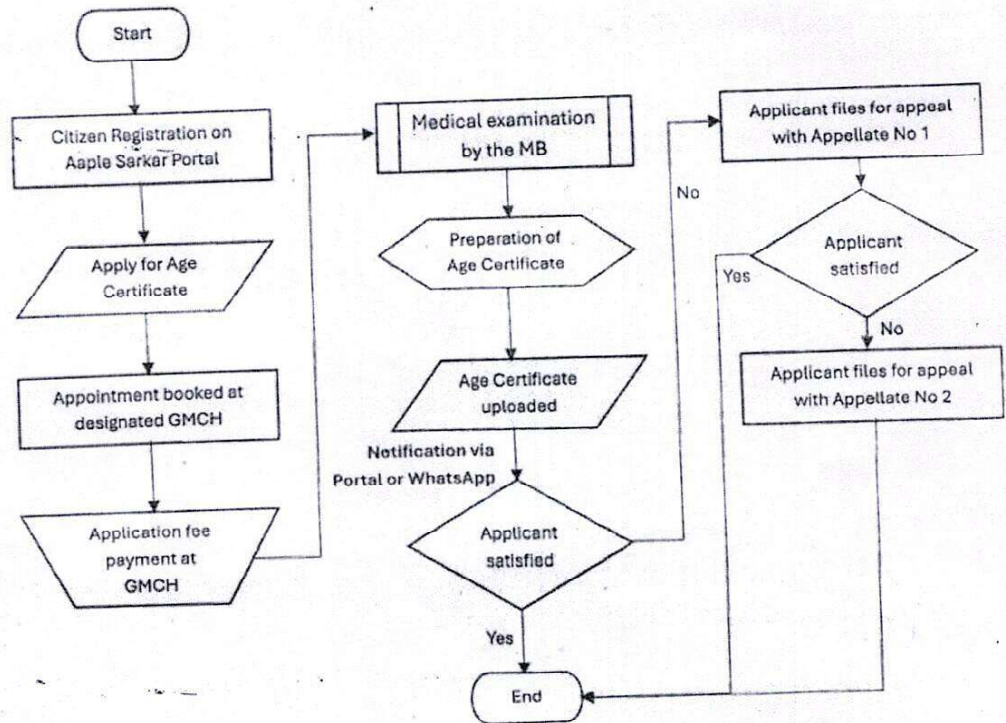 Start
Citizen Registration on
Aaple Sarkar Portal
Apply for Age
Certificate
Appointment booked at
designated GMCH
Application fee
payment at
GMCH
Medical examination
by the MB
Preparation of
Age Certificate
Age Certificate
uploaded
Notification via
Portal or WhatsApp
Applicant
satisfied
Yes
End
No
Applicant files for appeal
with Appellate No 1
Applicant
satisfied
Yes
No
Applicant files for appeal
with Appellate No 2